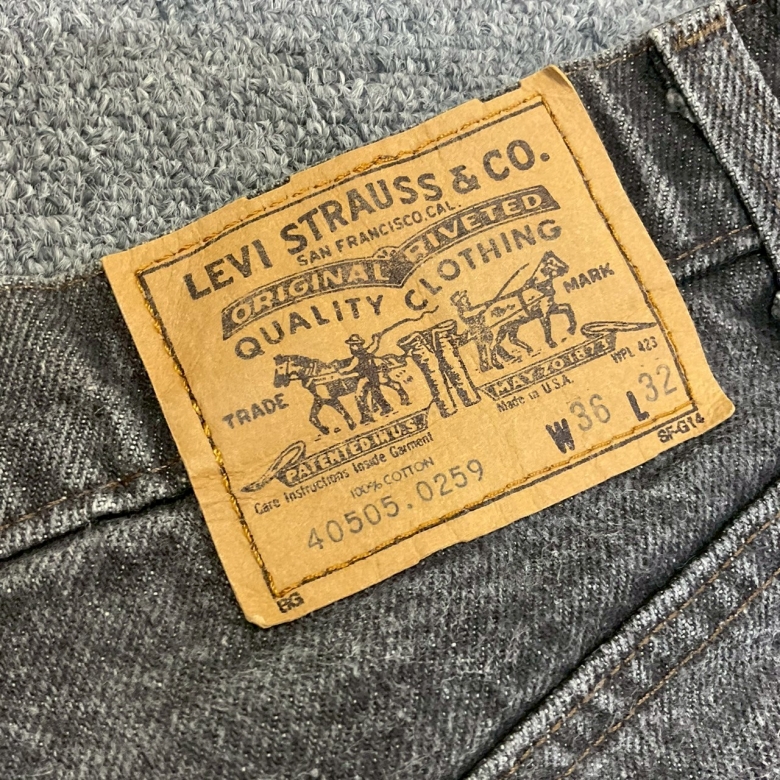 LEVI STRAUSS & CO.
SAN FRANCISCO, CAL.
ORIGINAL RIVETED
QUALITY CLOTHING
TRADE MARK
PATENTED IN U.S. MAY 20 1873
WPL 423
Made in U.S.A.
Care Instructions Inside Garment
W 36 L 32
100% COTTON
40505.0259
SF-G14
BG